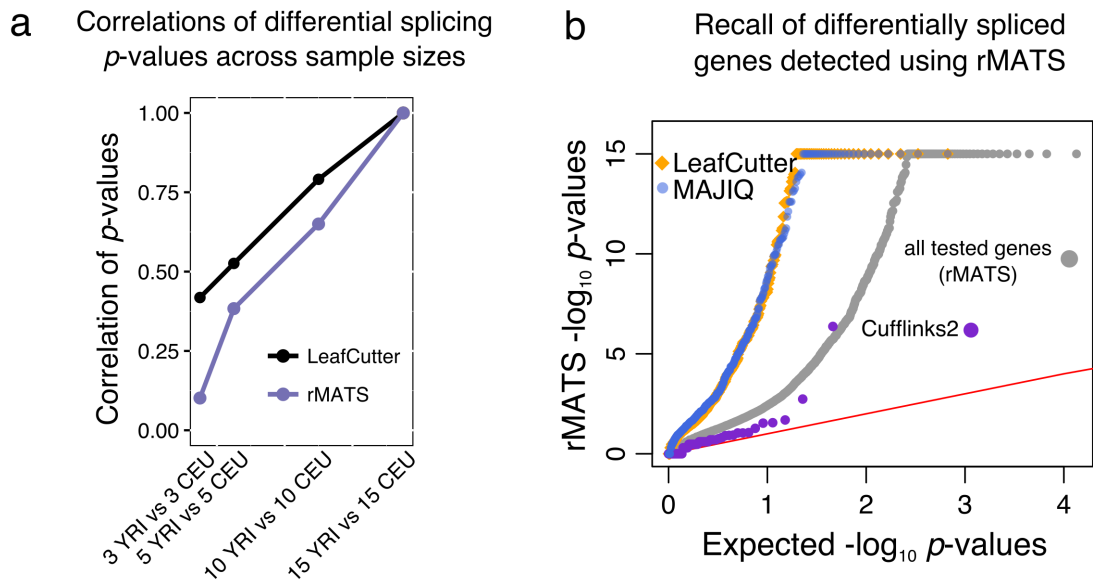 a
Correlations of differential splicing
p-values across sample sizes
Correlation of p-values
1.00
0.75
0.50
0.25
0.00
LeafCutter
rMATS
3 YRI vs 3 CEU
5 YRI vs 5 CEU
10 YRI vs 10 CEU
15 YRI vs 15 CEU
b
Recall of differentially spliced
genes detected using rMATS
rMATS -log₁₀ p-values
15
10
5
0
LeafCutter
MAJIQ
all tested genes
(rMATS)
Cufflinks2
0 1 2 3 4
Expected -log₁₀ p-values